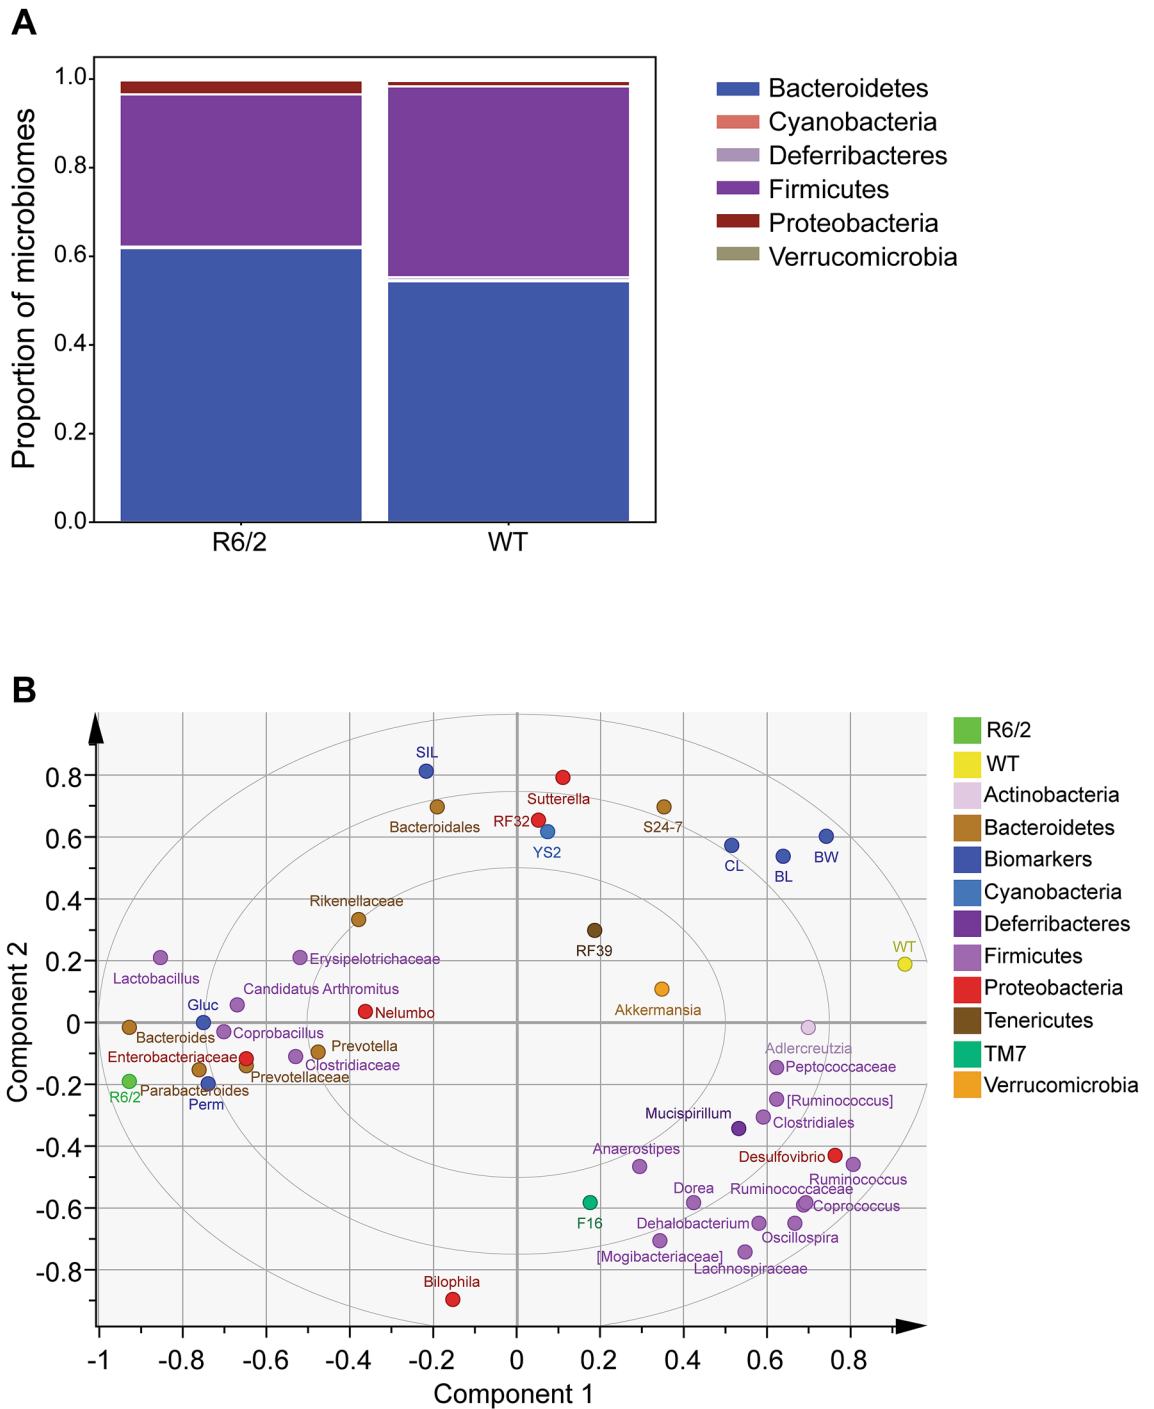 A
Proportion of microbiomes
1.0
0.8
0.6
0.4
0.2
0.0
R6/2
WT
Bacteroidetes
Cyanobacteria
Deferribacteres
Firmicutes
Proteobacteria
Verrucomicrobia
B
Component 2
0.8
0.6
0.4
0.2
0
-0.2
-0.4
-0.6
-0.8
SIL
Sutterella
Bacteroidales
RF32
S24-7
YS2
CL
BL
BW
Rikenellaceae
RF39
WT
Erysipelotrichaceae
Lactobacillus
Candidatus Arthromitus
Akkermansia
Gluc
Nelumbo
Bacteroides
Coprobacillus
Prevotella
Adlercreutzia
Enterobacteriaceae
Clostridiaceae
Peptococcaceae
Prevotellaceae
Parabacteroides
R6/2
Perm
[Ruminococcus]
Mucispirillum
Clostridiales
Anaerostipes
Desulfovibrio
Ruminococcus
Dorea
Ruminococcaceae
Coprococcus
F16
Dehalobacterium
Oscillospira
[Mogibacteriaceae]
Lachnospiraceae
Bilophila
-1
-0.8
-0.6
-0.4
-0.2
0
0.2
0.4
0.6
0.8
Component 1
R6/2
WT
Actinobacteria
Bacteroidetes
Biomarkers
Cyanobacteria
Deferribacteres
Firmicutes
Proteobacteria
Tenericutes
TM7
Verrucomicrobia